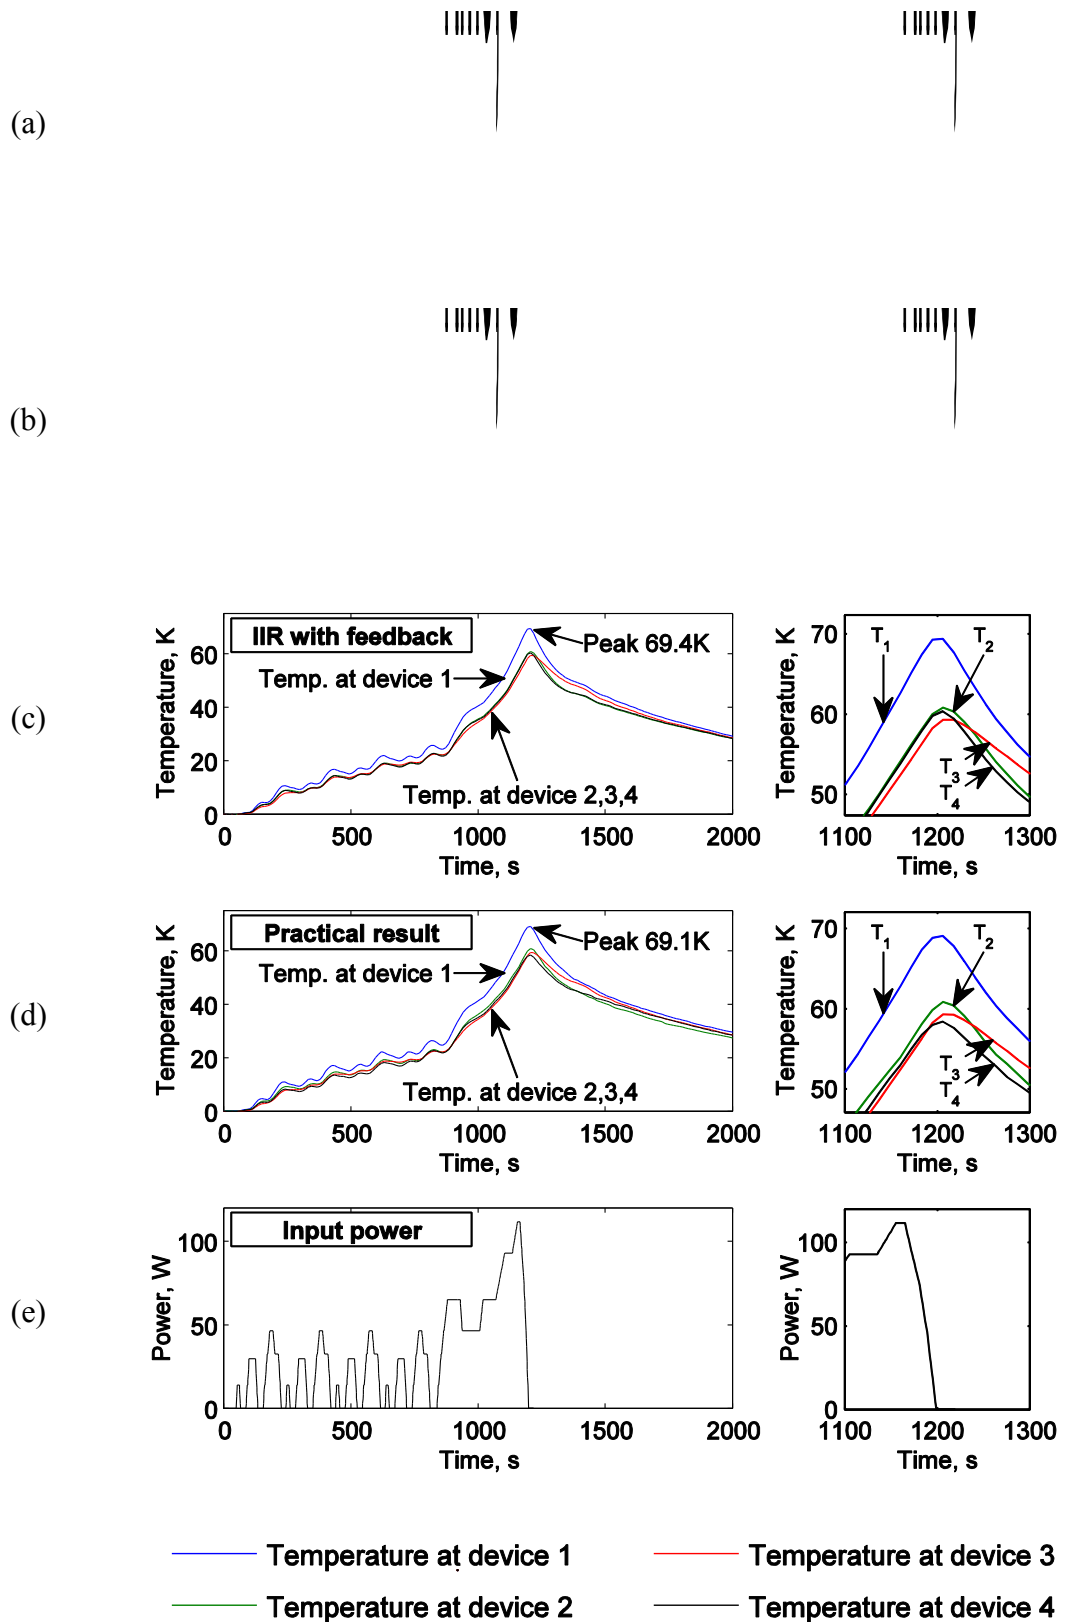 (a)
(b)
(c)
IIR with feedback
Peak 69.4K
Temp. at device 1
Temp. at device 2,3,4
Temperature, K
0
20
40
60
0
500
1000
1500
2000
Time, s
T1
T2
T3
T4
Temperature, K
50
60
70
1100
1200
1300
Time, s
(d)
Practical result
Peak 69.1K
Temp. at device 1
Temp. at device 2,3,4
Temperature, K
0
20
40
60
0
500
1000
1500
2000
Time, s
T1
T2
T3
T4
Temperature, K
50
60
70
1100
1200
1300
Time, s
(e)
Input power
Power, W
0
50
100
0
500
1000
1500
2000
Time, s
Power, W
0
50
100
1100
1200
1300
Time, s
Temperature at device 1
Temperature at device 3
Temperature at device 2
Temperature at device 4